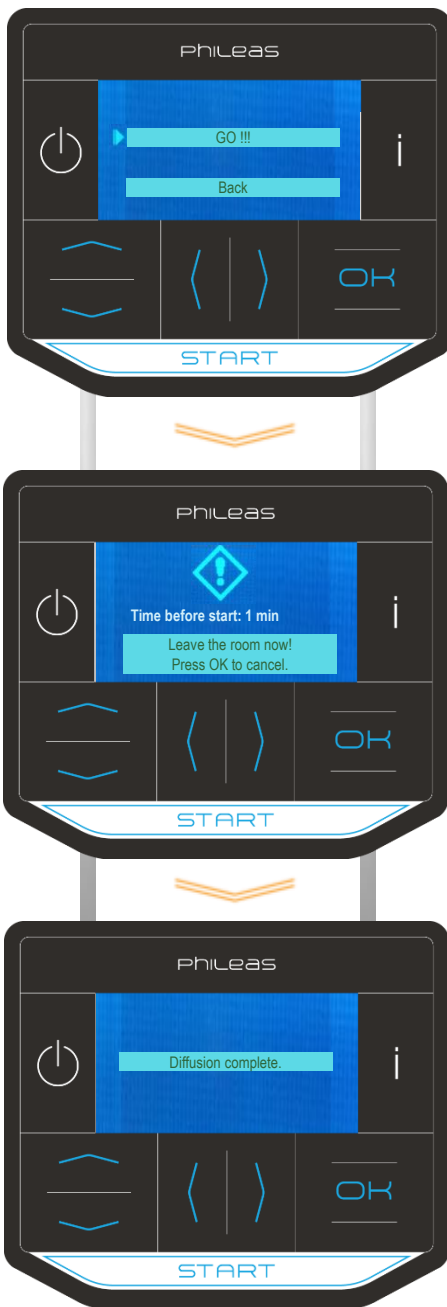 PHILEAS
GO !!!
i
Back
OK
START
PHILEAS
Time before start: 1 min
i
Leave the room now!
Press OK to cancel.
OK
START
PHILEAS
Diffusion complete.
i
OK
START